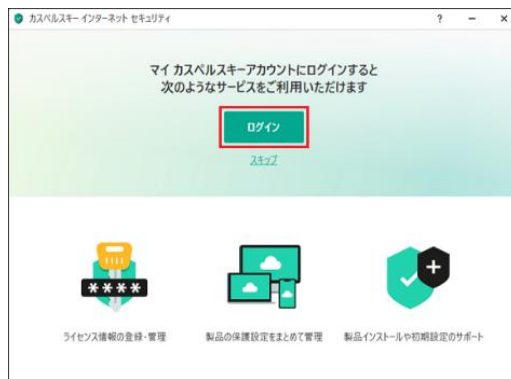 カスペルスキー インターネット セキュリティ
?
マイ カスペルスキーアカウントにログインすると
次のようなサービスをご利用いただけます
ログイン
スキップ
****
ライセンス情報の登録・管理
製品の保護設定をまとめて管理
製品インストールや初期設定のサポート